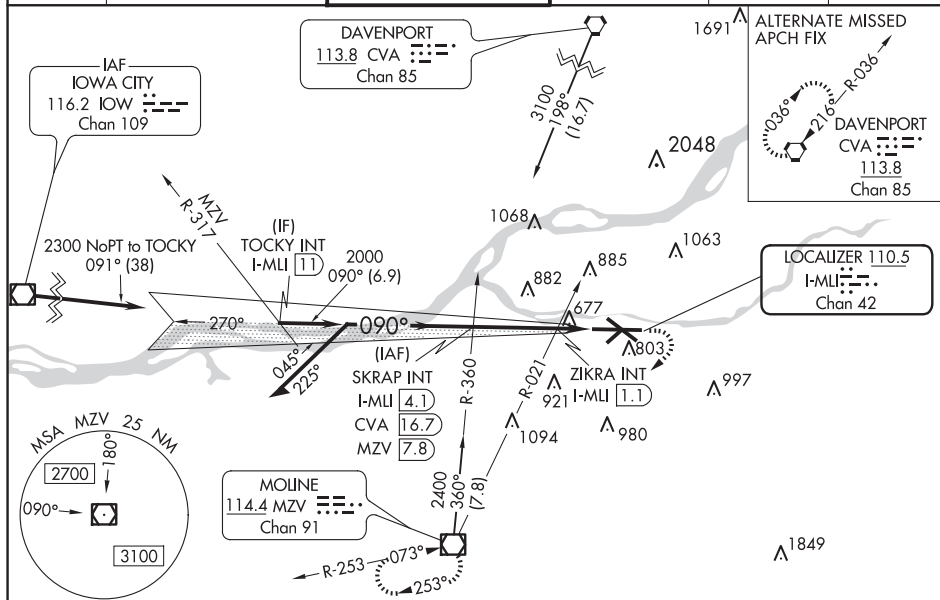 DAVENPORT
113.8 CVA
Chan 85
1691
ALTERNATE MISSED
APCH FIX
R-036
036°
216°
DAVENPORT
CVA
113.8
Chan 85
IAF
IOWA CITY
116.2 IOW
Chan 109
3100
198°
(16.7)
2048
MZV
R-317
1068
1063
(IF)
TOCKY INT
I-MLI 11
2300 NoPT to TOCKY
091° (38)
2000
090° (6.9)
882
885
LOCALIZER 110.5
I-MLI
Chan 42
677
270°
090°
803
045°
225°
(IAF)
SKRAP INT
I-MLI 4.1
CVA 16.7
MZV 7.8
R-360
R-021
ZIKRA INT
I-MLI 1.1
921
997
1094
980
MSA MZV 25 NM
2700
180°
090°
3100
MOLINE
114.4 MZV
Chan 91
2400
360°
(7.8)
R-253
073°
253°
1849